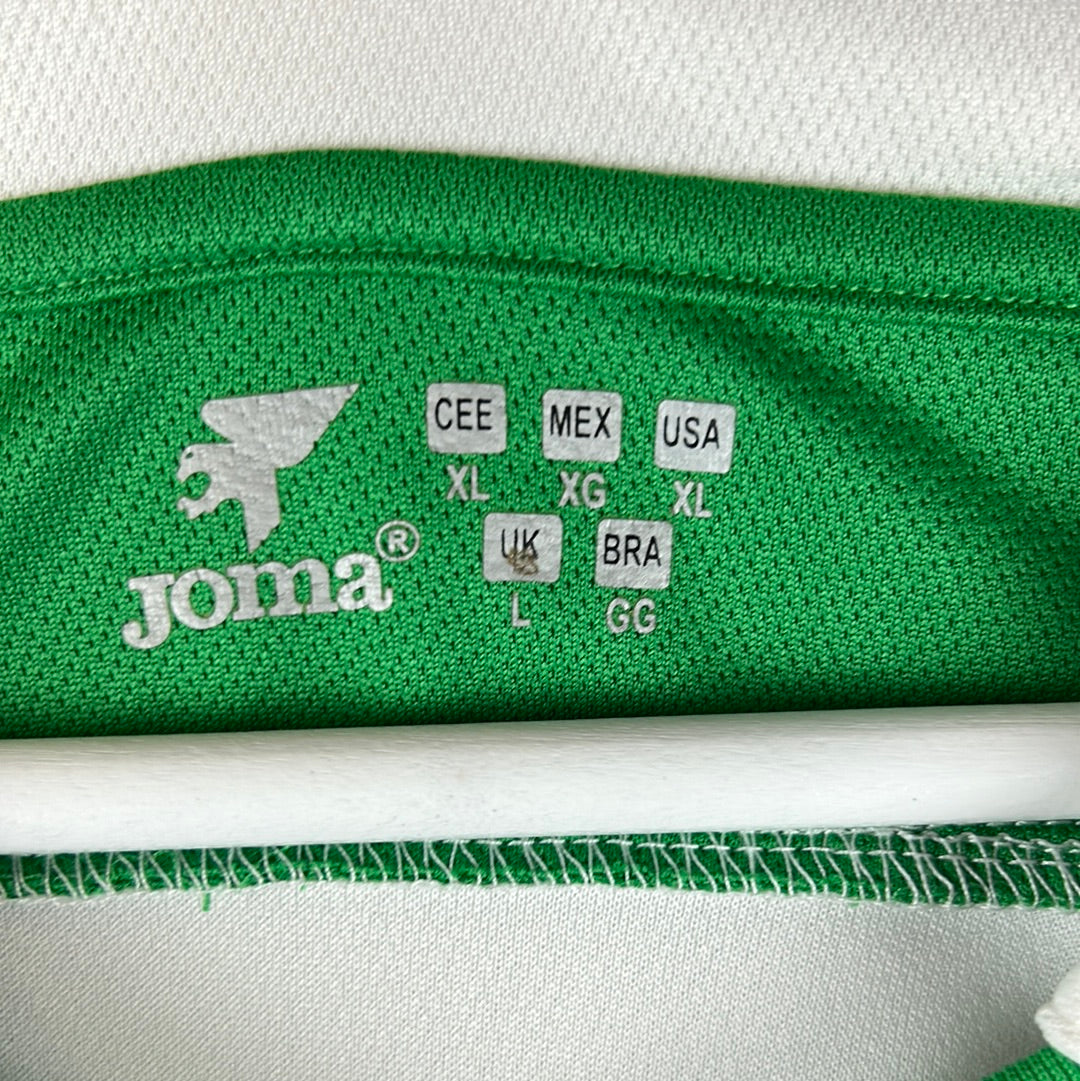 CEE MEX USA
XL XG XL
UK BRA
L GG
Joma®